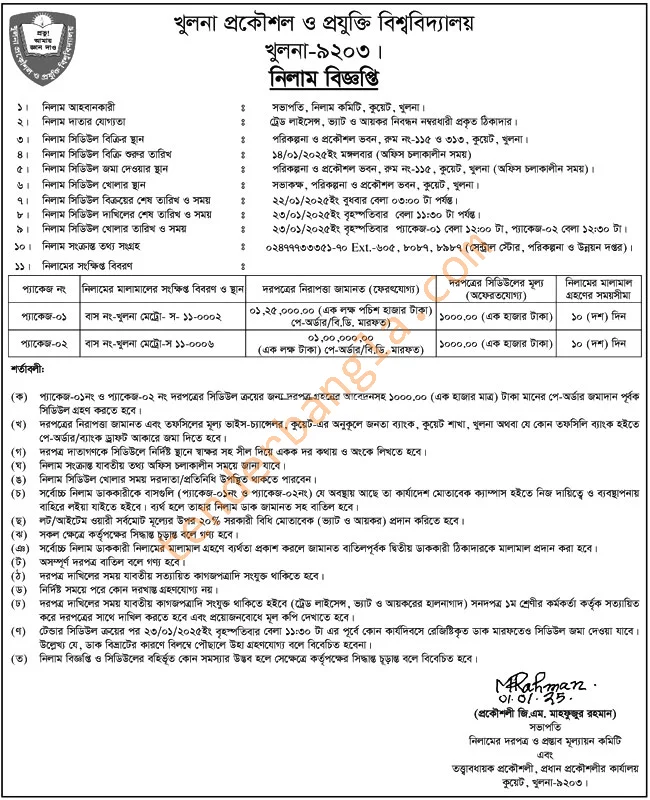 খুলনা প্রকৌশল ও প্রযুক্তি বিশ্ববিদ্যালয়
খুলনা-৯২০৩ ।
নিলাম বিজ্ঞপ্তি
প্রভু!
আমায়
জ্ঞান দাও
খুলনা প্রকৌশল ও প্রযুক্তি বিশ্ববিদ্যালয়
১। নিলাম আহবানকারী : সভাপতি, নিলাম কমিটি, কুয়েট, খুলনা।
২। নিলাম দাতার যোগ্যতা : ট্রেড লাইসেন্স, ভ্যাট ও আয়কর নিবন্ধন নম্বরধারী প্রকৃত ঠিকাদার।
৩। নিলাম সিডিউল বিক্রির স্থান : পরিকল্পনা ও প্রকৌশল ভবন, রুম নং-১১৫ ও ৩১৩, কুয়েট, খুলনা।
৪। নিলাম সিডিউল বিক্রি শুরুর তারিখ : ১৪/০১/২০২৫ইং মঙ্গলবার (অফিস চলাকালীন সময়)
৫। নিলাম সিডিউল জমা দেওয়ার স্থান : পরিকল্পনা ও প্রকৌশল ভবন, রুম নং-১১৫, কুয়েট, খুলনা (অফিস চলাকালীন সময়)।
৬। নিলাম সিডিউল খোলার স্থান : সভাকক্ষ, পরিকল্পনা ও প্রকৌশল ভবন, কুয়েট, খুলনা।
৭। নিলাম সিডিউল বিক্রয়ের শেষ তারিখ ও সময় : ২২/০১/২০২৫ইং বুধবার বেলা ০৩:০০ টা পর্যন্ত।
৮। নিলাম সিডিউল দাখিলের শেষ তারিখ ও সময় : ২৩/০১/২০২৫ইং বৃহস্পতিবার বেলা ১১:৩০ টা পর্যন্ত।
৯। নিলাম সিডিউল খোলার তারিখ ও সময় : ২৩/০১/২০২৫ইং বৃহস্পতিবার প্যাকেজ-০১ বেলা ১২:০০ টা, প্যাকেজ-০২ বেলা ১২:৩০ টা।
১০। নিলাম সংক্রান্ত তথ্য সংগ্রহ : ০২৪৭৭৭৩৩৩৫১-৭০ Ext.-৬০৫, ৮০৮৭, ৮৯৮৭ (সেন্ট্রাল স্টোর, পরিকল্পনা ও উন্নয়ন দপ্তর)।
১১। নিলামের সংক্ষিপ্ত বিবরণ :
প্যাকেজ নং নিলামের মালামালের সংক্ষিপ্ত বিবরণ ও স্থান দরপত্রের নিরাপত্তা জামানত (ফেরৎযোগ্য) দরপত্রের সিডিউলের মূল্য (অফেরতযোগ্য) নিলামের মালামাল গ্রহণের সময়সীমা
প্যাকেজ-০১ বাস নং-খুলনা মেট্রো- স- ১১-০০০২ ০১,২৫,০০০.০০ (এক লক্ষ পচিশ হাজার টাকা) পে-অর্ডার/বি.ডি. মারফত) ১০০০.০০ (এক হাজার টাকা) ১০ (দশ) দিন
প্যাকেজ-০২ বাস নং-খুলনা মেট্রো-স ১১-০০০৬ ০১,০০,০০০.০০ (এক লক্ষ টাকা) পে-অর্ডার/বি.ডি. মারফত) ১০০০.০০ (এক হাজার টাকা) ১০ (দশ) দিন
শর্তাবলী:
(ক) প্যাকেজ-০১নং ও প্যাকেজ-০২ নং দরপত্রের সিডিউল ক্রয়ের জন্য দরপত্র গ্রহণের আবেদনসহ ১০০০.০০ (এক হাজার মাত্র) টাকা মানের পে-অর্ডার জমাদান পূর্বক
সিডিউল গ্রহণ করতে হবে।
(খ) দরপত্রের নিরাপত্তা জামানত এবং তফসিলের মূল্য ভাইস-চ্যান্সেলর, কুয়েট-এর অনুকূলে জনতা ব্যাংক, কুয়েট শাখা, খুলনা অথবা যে কোন তফসিলি ব্যাংক হইতে
পে-অর্ডার/ব্যাংক ড্রাফট আকারে জমা দিতে হবে।
(গ) দরপত্র দাতাগণকে সিডিউলে নির্দিষ্ট স্থানে স্বাক্ষর সহ সীল দিয়ে একক দর কথায় ও অংকে লিখতে হবে।
(ঘ) নিলাম সংক্রান্ত যাবতীয় তথ্য অফিস চলাকালীন সময়ে জানা যাবে।
(ঙ) নিলাম সিডিউল খোলার সময় দরদাতা/প্রতিনিধি উপস্থিত থাকতে পারবেন।
(চ) সর্বোচ্চ নিলাম ডাককারীকে বাসগুলি (প্যাকেজ-০১নং ও প্যাকেজ-০২নং) যে অবস্থায় আছে তা কার্যাদেশ মোতাবেক ক্যাম্পাস হইতে নিজ দায়িত্বে ও ব্যবস্থাপনায়
বাহিরে লইয়া যাইতে হইবে। ব্যর্থ হলে তাহার নিলাম ডাক জামানত সহ বাতিল হবে।
(ছ) লট/আইটেম ওয়ারী সর্বমোট মূল্যের উপর ২০% সরকারী বিধি মোতাবেক (ভ্যাট ও আয়কর) প্রদান করিতে হবে।
(ঝ) সকল ক্ষেত্রে কর্তৃপক্ষের সিদ্ধান্ত চূড়ান্ত বলে গণ্য হবে।
(ঞ) সর্বোচ্চ নিলাম ডাককারী নিলামের মালামাল গ্রহণে ব্যর্থতা প্রকাশ করলে জামানত বাতিলপূর্বক দ্বিতীয় ডাককারী ঠিকাদারকে মালামাল প্রদান করা হবে।
(ট) অসম্পূর্ণ দরপত্র বাতিল বলে গণ্য হবে।
(ঠ) দরপত্র দাখিলের সময় যাবতীয় সত্যায়িত কাগজপত্রাদি সংযুক্ত থাকিতে হবে।
(ড) নির্দিষ্ট সময়ে পরে কোন দরখাস্ত গ্রহণযোগ্য নয়।
(ঢ) দরপত্র দাখিলের সময় যাবতীয় কাগজপত্রাদি সংযুক্ত থাকিতে হইবে (ট্রেড লাইসেন্স, ভ্যাট ও আয়করের হালনাগাদ) সনদপত্র ১ম শ্রেণীর কর্মকর্তা কর্তৃক সত্যায়িত
করে দরপত্রের সাথে দাখিল করতে হবে এবং প্রয়োজনবোধে মূল কপি দেখাতে হবে।
(ণ) টেন্ডার সিডিউল ক্রয়ের পর ২৩/০১/২০২৫ইং বৃহস্পতিবার বেলা ১১:৩০ টা এর পূর্বে কোন কার্যদিবসে রেজিষ্টিকৃত ডাক মারফতেও সিডিউল জমা দেওয়া যাবে।
উল্লেখ্য যে, ডাক বিভ্রাটের কারণে বিলম্বে পৌছালে উহা গ্রহণযোগ্য বলে বিবেচিত হবেনা।
(ত) নিলাম বিজ্ঞপ্তি ও সিডিউলের বহির্ভূত কোন সমস্যার উদ্ভব হলে সেক্ষেত্রে কর্তৃপক্ষের সিদ্ধান্ত চূড়ান্ত বলে বিবেচিত হবে।
MRahman.
01.01.25.
(প্রকৌশলী জি.এম. মাহফুজুর রহমান)
সভাপতি
নিলামের দরপত্র ও প্রস্তাব মূল্যায়ন কমিটি
এবং
তত্ত্বাবধায়ক প্রকৌশলী, প্রধান প্রকৌশলীর কার্যালয়
কুয়েট, খুলনা-৯২০৩।
tenderbangla.com